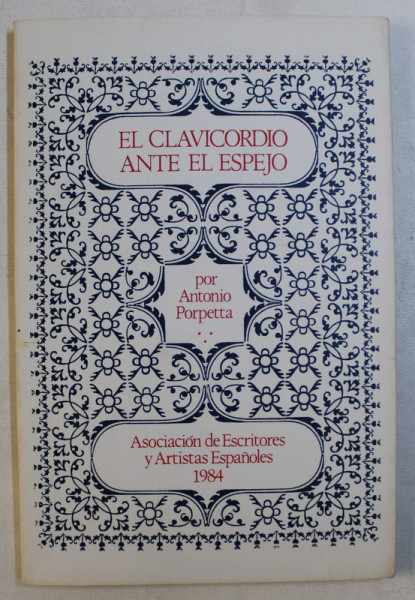 EL CLAVICORDIO
ANTE EL ESPEJO
por
Antonio
Porpetta
Asociación de Escritores
y Artistas Españoles
1984